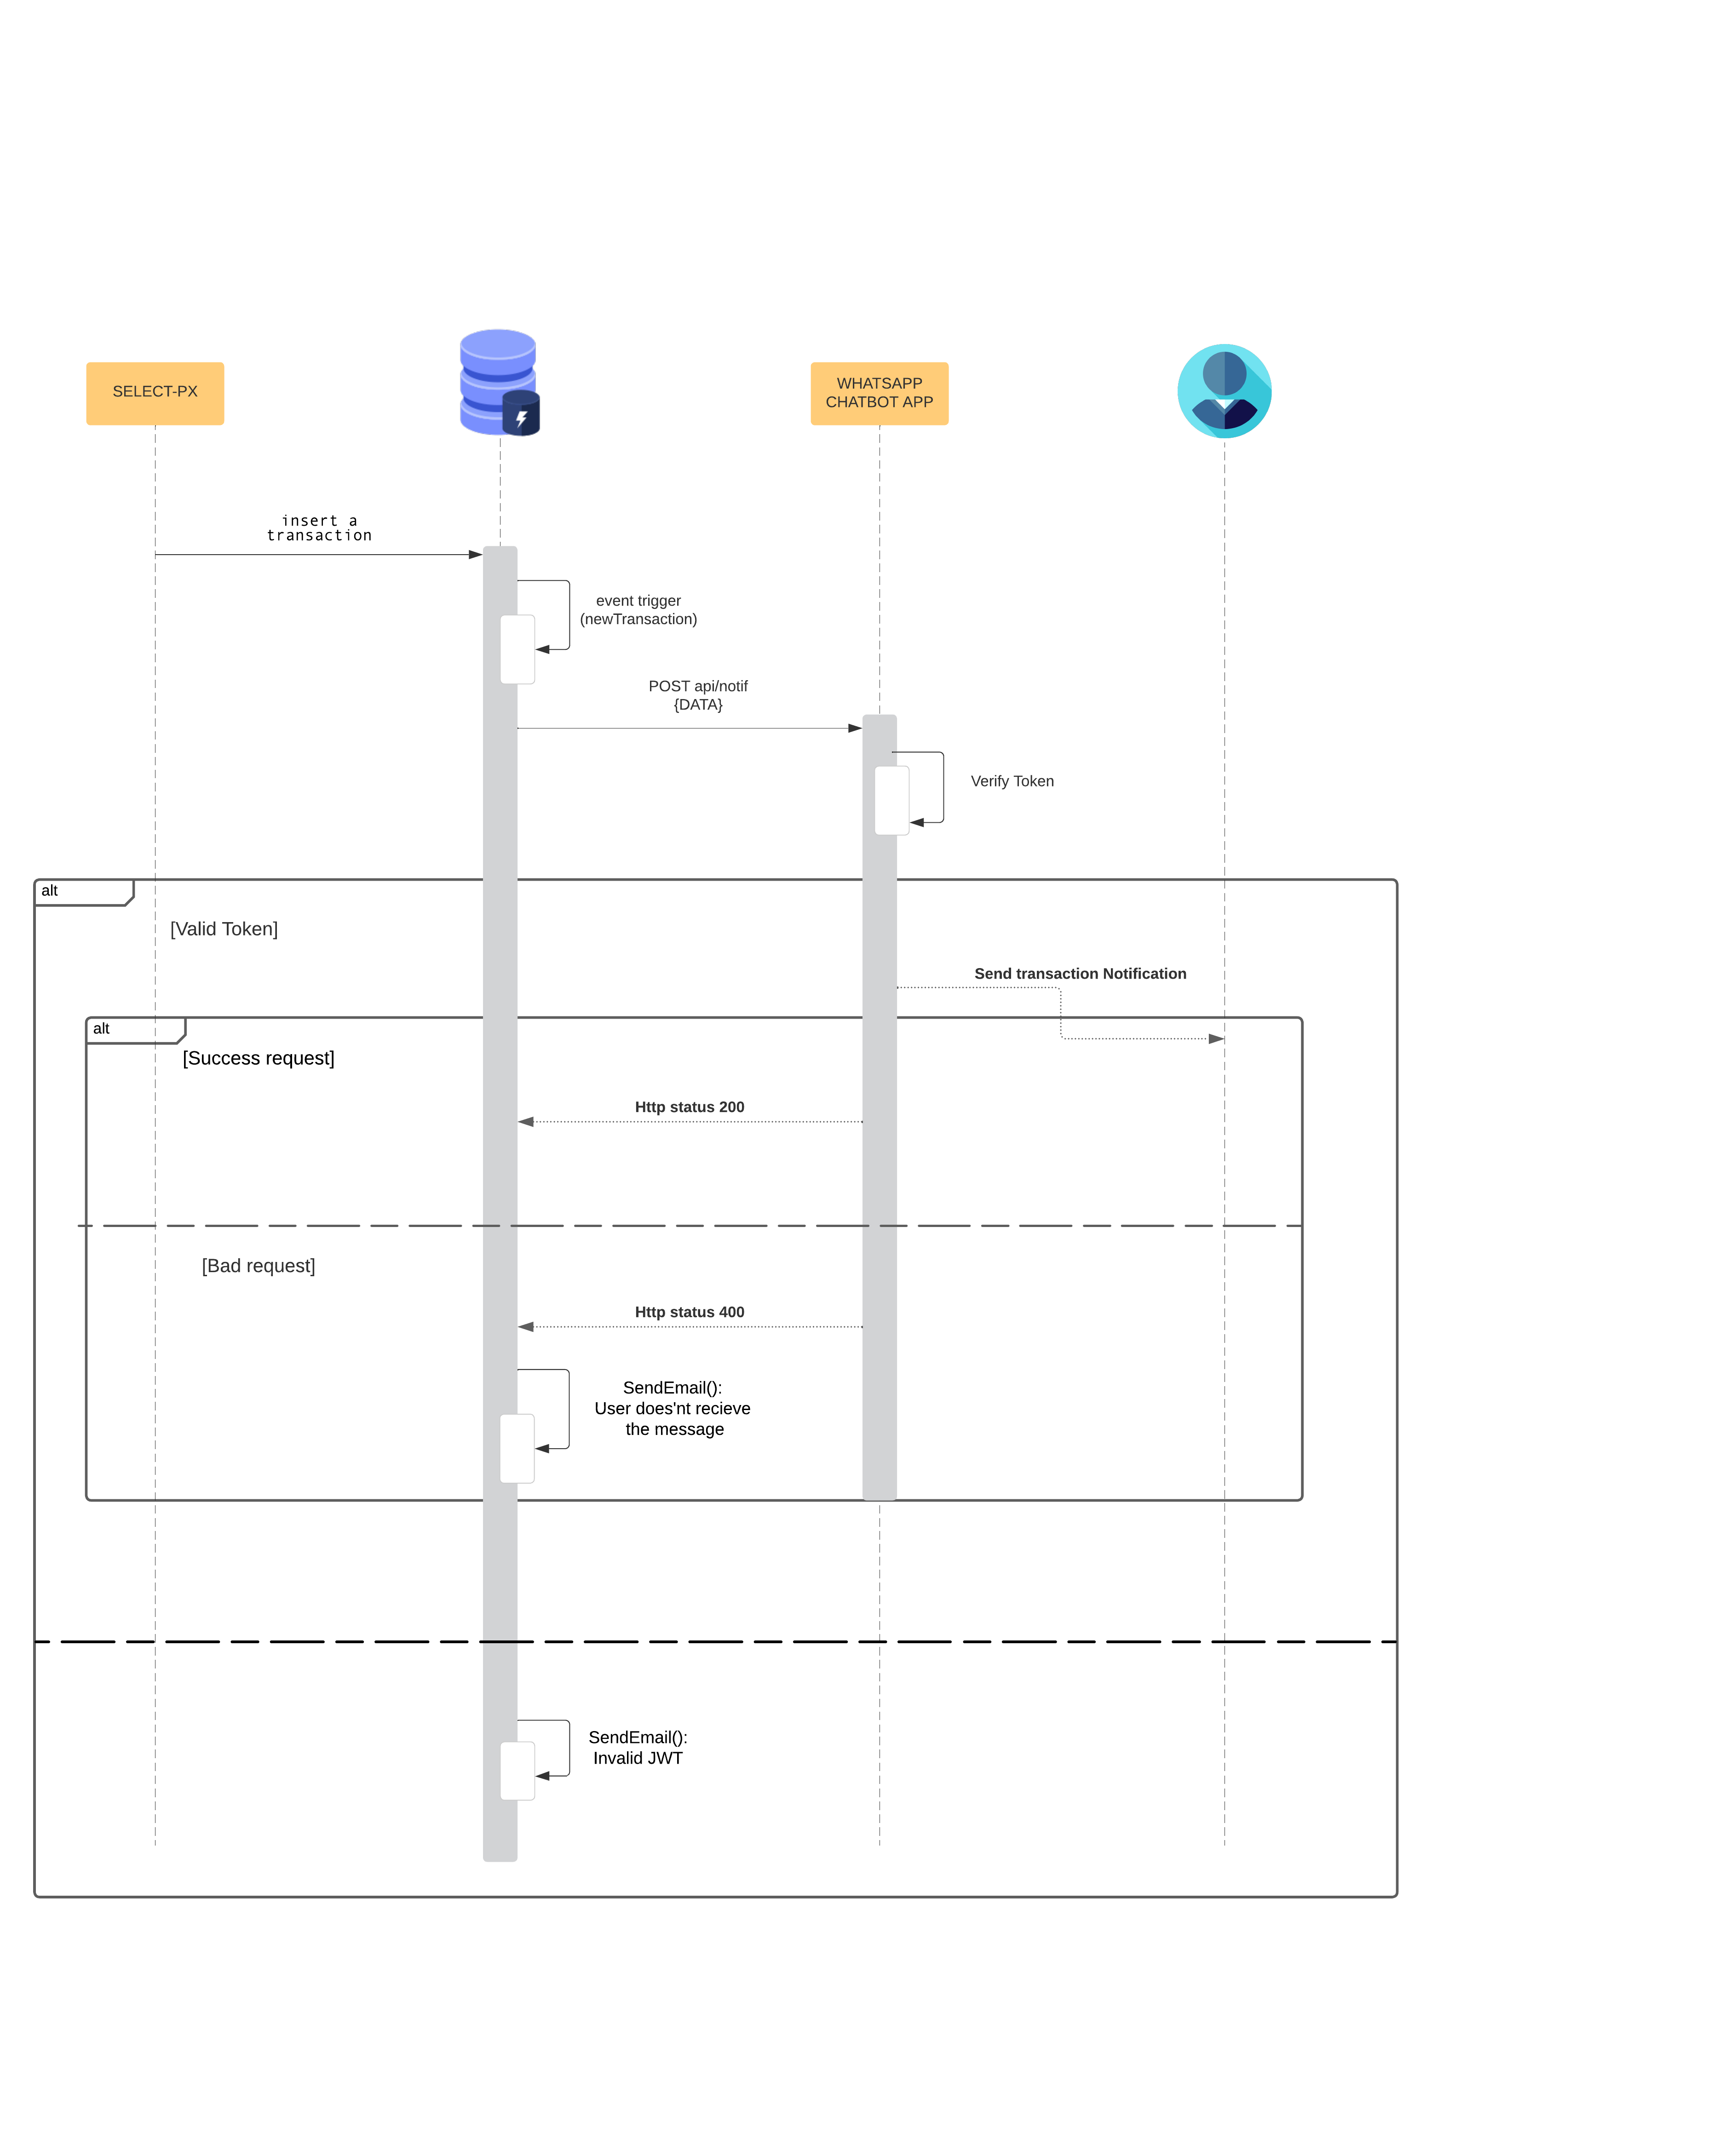 SELECT-PX
WHATSAPP
CHATBOT APP
insert a
transaction
event trigger
(newTransaction)
POST api/notif
{DATA}
Verify Token
alt
[Valid Token]
Send transaction Notification
alt
[Success request]
Http status 200
[Bad request]
Http status 400
SendEmail():
User does'nt recieve
the message
SendEmail():
Invalid JWT